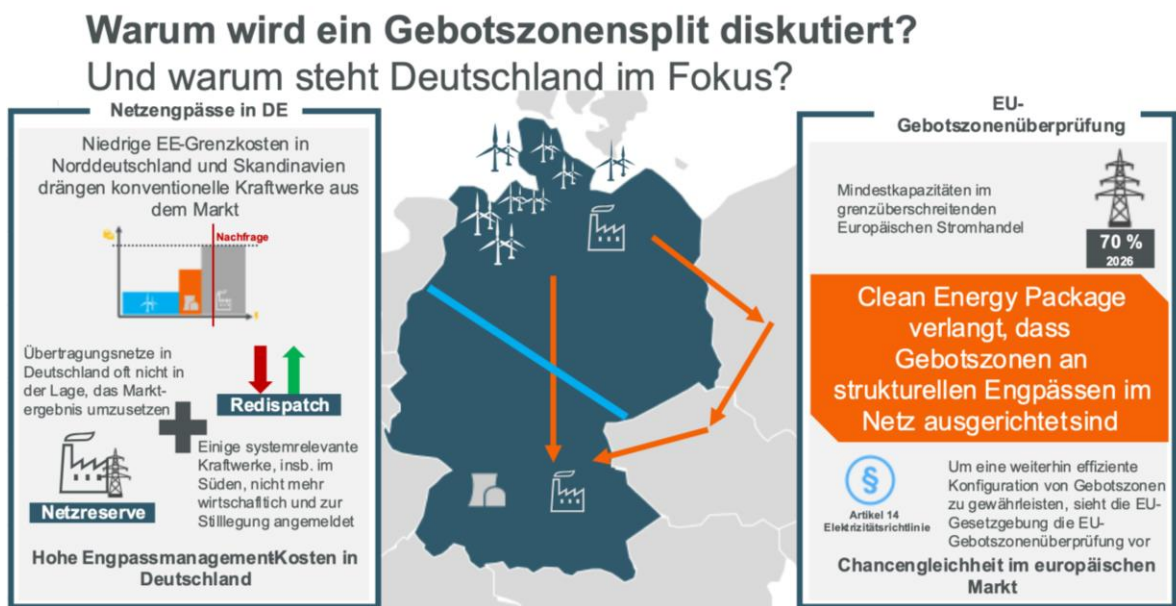 Warum wird ein Gebotszonensplit diskutiert?
Und warum steht Deutschland im Fokus?
Netzengpässe in DE
Niedrige EE-Grenzkosten in
Norddeutschland und Skandinavien
drängen konventionelle Kraftwerke aus
dem Markt
Nachfrage
Übertragungsnetze in
Deutschland oft nicht in
der Lage, das Markt-
ergebnis umzusetzen
Redispatch
Netzreserve
Einige systemrelevante
Kraftwerke, insb. im
Süden, nicht mehr
wirtschaftlich und zur
Stilllegung angemeldet
Hohe Engpassmanagement-Kosten in
Deutschland
EU-
Gebotszonenüberprüfung
Mindestkapazitäten im
grenzüberschreitenden
Europäischen Stromhandel
70 %
2026
Clean Energy Package
verlangt, dass
Gebotszonen an
strukturellen Engpässen im
Netz ausgerichtetsind
§
Artikel 14
Elektrizitätsrichtlinie
Um eine weiterhin effiziente
Konfiguration von Gebotszonen
zu gewährleisten, sieht die EU-
Gesetzgebung die EU-
Gebotszonenüberprüfung vor
Chancengleichheit im europäischen
Markt